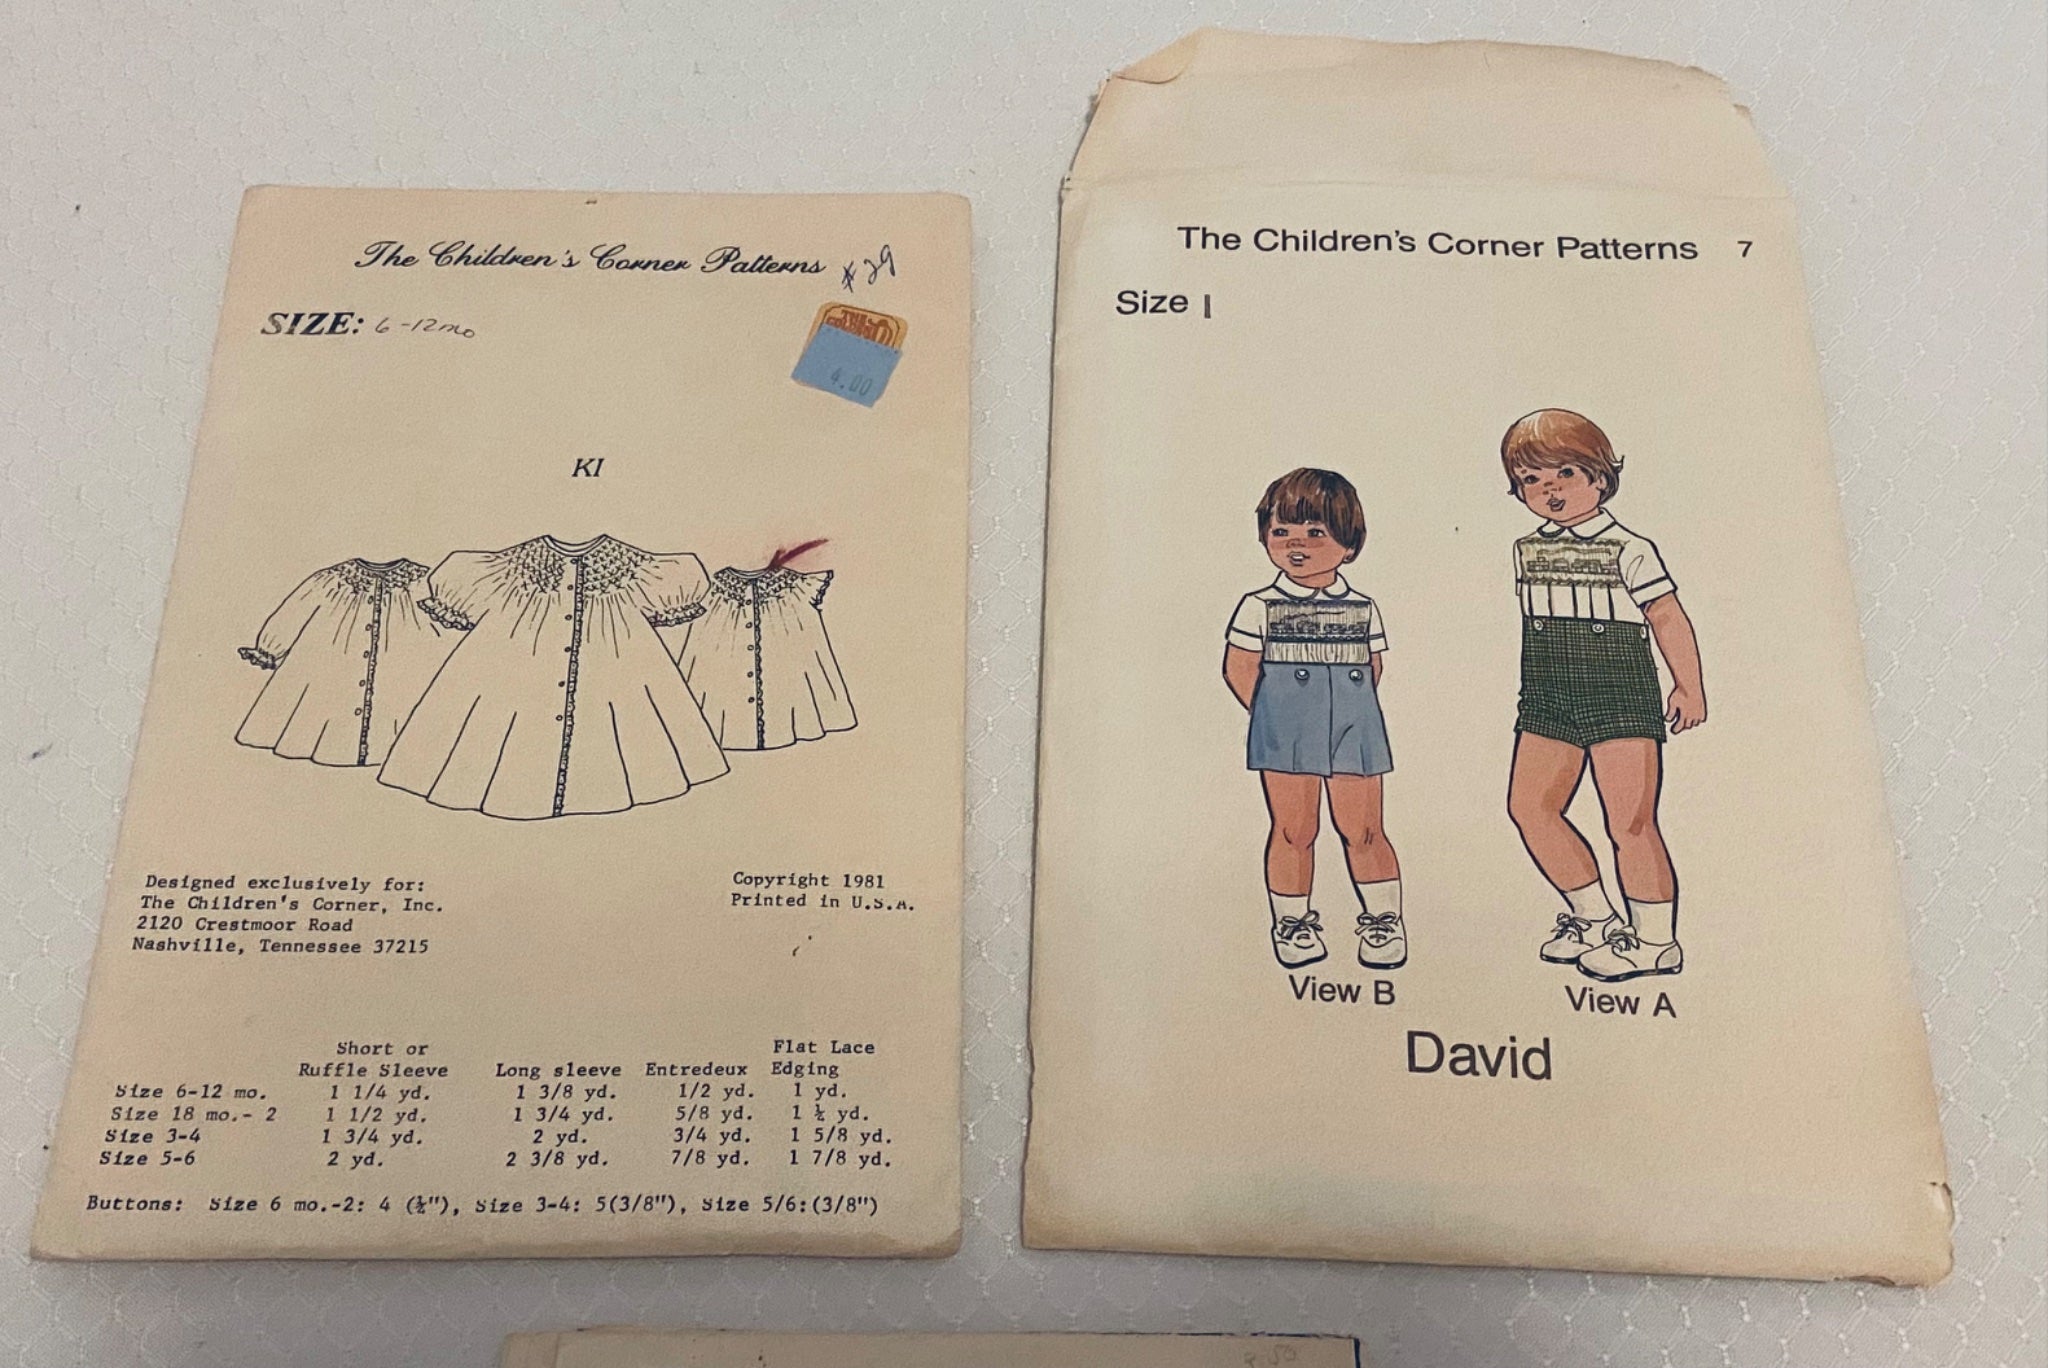 The Children's Corner Patterns #29
SIZE: 6-12mo
THE
4.00
KI
Designed exclusively for:
The Children's Corner, Inc.
2120 Crestmoor Road
Nashville, Tennessee 37215
Copyright 1981
Printed in U.S.A.
Short or Ruffle Sleeve Long sleeve Entredeux Flat Lace Edging
Size 6-12 mo. 1 1/4 yd. 1 3/8 yd. 1/2 yd. 1 yd.
Size 18 mo.- 2 1 1/2 yd. 1 3/4 yd. 5/8 yd. 1 ½ yd.
Size 3-4 1 3/4 yd. 2 yd. 3/4 yd. 1 5/8 yd.
Size 5-6 2 yd. 2 3/8 yd. 7/8 yd. 1 7/8 yd.
Buttons: Size 6 mo.-2: 4 (½"), Size 3-4: 5(3/8"), Size 5/6:(3/8")
The Children's Corner Patterns 7
Size 1
View B
View A
David